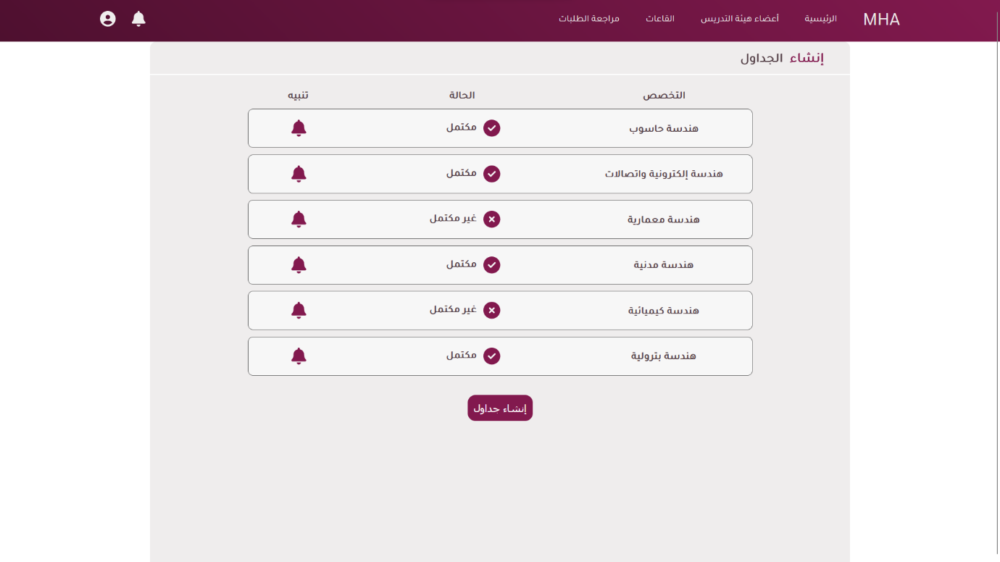 MHA الرئيسية أعضاء هيئة التدريس القاعات مراجعة الطلبات
إنشاء الجداول
التخصص الحالة تنبيه
هندسة حاسوب مكتمل
هندسة إلكترونية واتصالات مكتمل
هندسة معمارية غير مكتمل
هندسة مدنية مكتمل
هندسة كيميائية غير مكتمل
هندسة بترولية مكتمل
إنشاء جداول